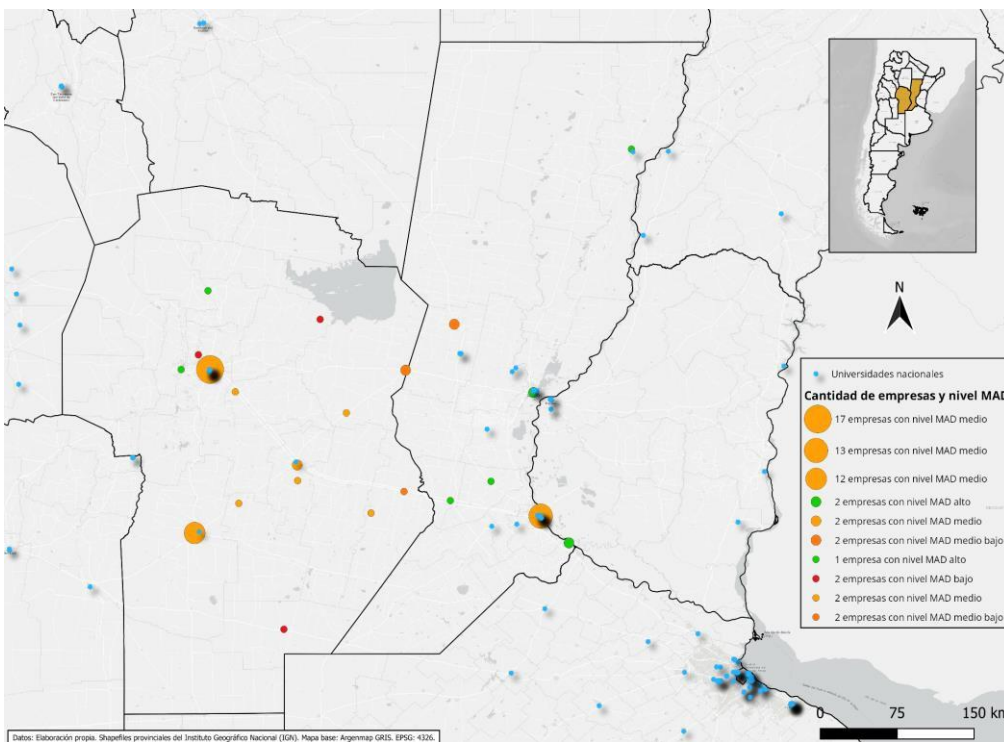 N
Universidades nacionales
Cantidad de empresas y nivel MAD
17 empresas con nivel MAD medio
13 empresas con nivel MAD medio
12 empresas con nivel MAD medio
2 empresas con nivel MAD alto
2 empresas con nivel MAD medio
2 empresas con nivel MAD medio bajo
1 empresa con nivel MAD alto
2 empresas con nivel MAD bajo
2 empresas con nivel MAD medio
2 empresas con nivel MAD medio bajo
0 75 150 km
Datos: Elaboración propia. Shapefiles provinciales del Instituto Geográfico Nacional (IGN). Mapa base: Argenmap GRIS. EPSG: 4326.